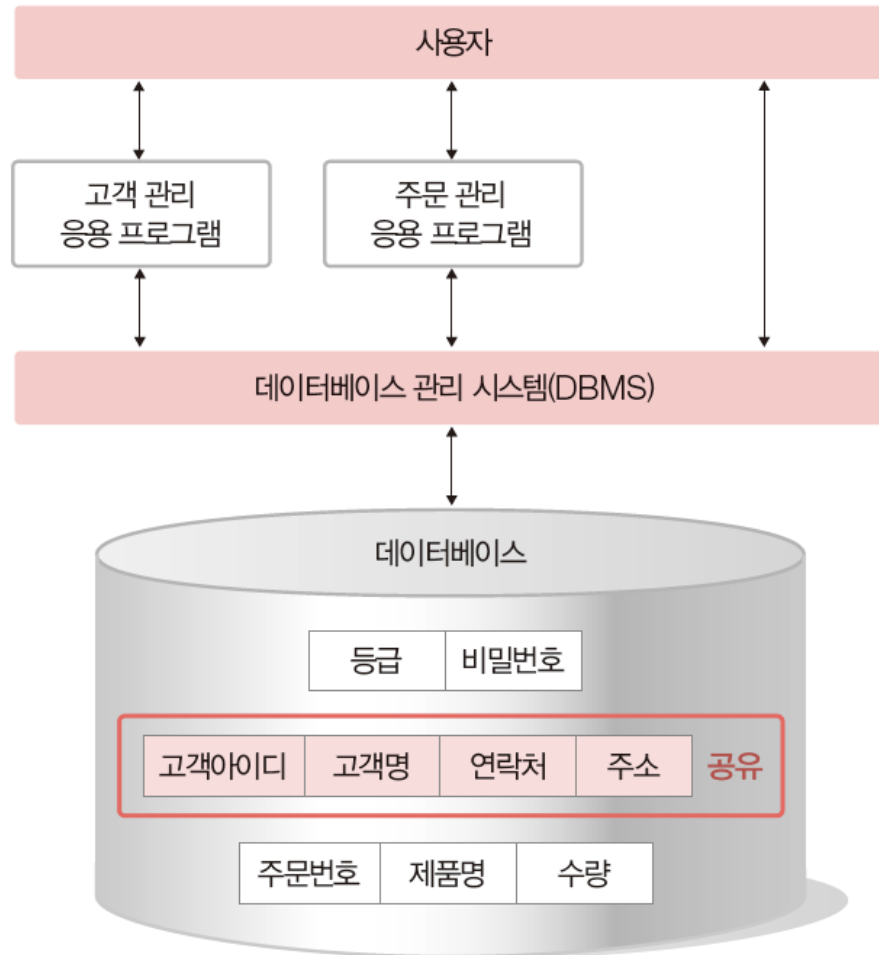 사용자
고객 관리
응용 프로그램
주문 관리
응용 프로그램
데이터베이스 관리 시스템(DBMS)
데이터베이스
등급 비밀번호
고객아이디 고객명 연락처 주소 공유
주문번호 제품명 수량